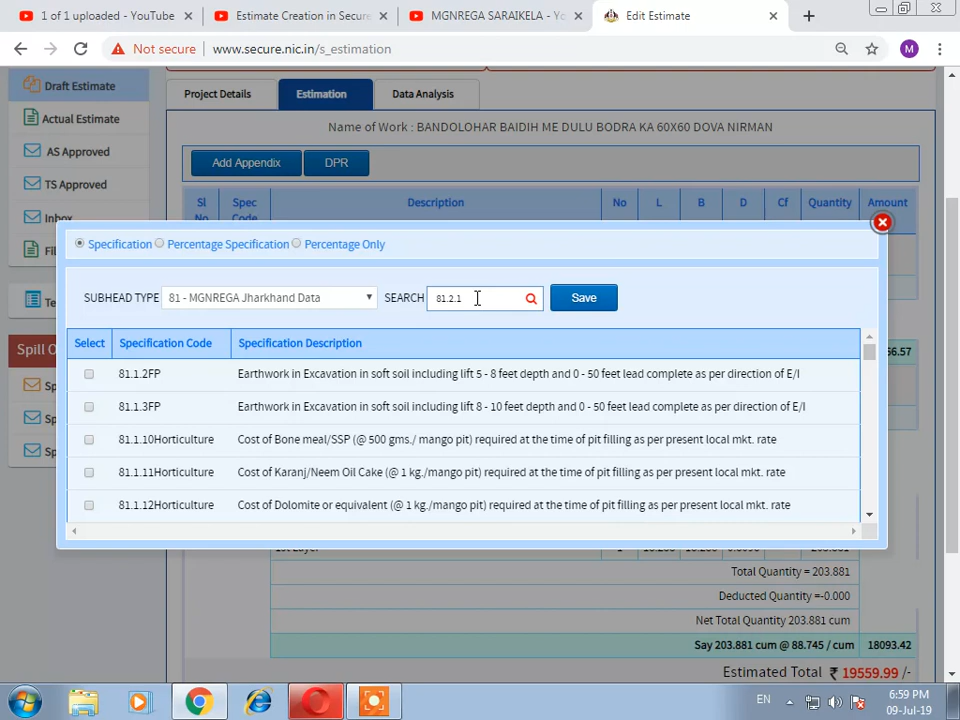 1 of 1 uploaded - YouTube
Estimate Creation in Secure
MGNREGA SARAIKELA - Yo
Edit Estimate
Not secure
www.secure.nic.in/s_estimation
M
Draft Estimate
Actual Estimate
AS Approved
TS Approved
Inbox
Project Details
Estimation
Data Analysis
Name of Work : BANDOLOHAR BAIDIH ME DULU BODRA KA 60X60 DOVA NIRMAN
Add Appendix
DPR
Sl No
Spec Code
Description
No
L
B
D
Cf
Quantity
Amount
Specification
Percentage Specification
Percentage Only
SUBHEAD TYPE
81 - MGNREGA Jharkhand Data
SEARCH
81.2.1
Save
Select
Specification Code
Specification Description
81.1.2FP
Earthwork in Excavation in soft soil including lift 5 - 8 feet depth and 0 - 50 feet lead complete as per direction of E/I
81.1.3FP
Earthwork in Excavation in soft soil including lift 8 - 10 feet depth and 0 - 50 feet lead complete as per direction of E/I
81.1.10Horticulture
Cost of Bone meal/SSP (@ 500 gms./ mango pit) required at the time of pit filling as per present local mkt. rate
81.1.11Horticulture
Cost of Karanj/Neem Oil Cake (@ 1 kg./mango pit) required at the time of pit filling as per present local mkt. rate
81.1.12Horticulture
Cost of Dolomite or equivalent (@ 1 kg./mango pit) required at the time of pit filling as per present local mkt. rate
Spill
Total Quantity = 203.881
Deducted Quantity =-0.000
Net Total Quantity 203.881 cum
Say 203.881 cum @ 88.745 / cum
18093.42
Estimated Total ₹ 19559.99 /-
EN
6:59 PM
09-Jul-19